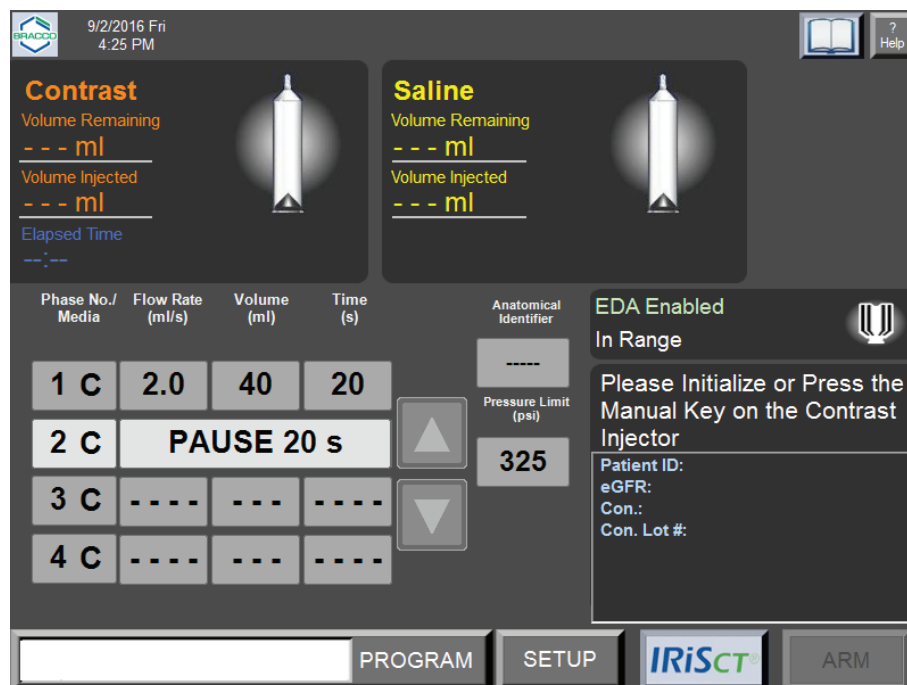 BRACCO
9/2/2016 Fri
4:25 PM
?
Help
Contrast
Volume Remaining
- - - ml
Volume Injected
- - - ml
Elapsed Time
--:--
Saline
Volume Remaining
- - - ml
Volume Injected
- - - ml
Phase No./ Flow Rate Volume Time
Media (ml/s) (ml) (s)
1 C 2.0 40 20
2 C PAUSE 20 s
3 C - - - - - - - - - - -
4 C - - - - - - - - - - -
Anatomical
Identifier
-----
Pressure Limit
(psi)
325
EDA Enabled
In Range
Please Initialize or Press the
Manual Key on the Contrast
Injector
Patient ID:
eGFR:
Con.:
Con. Lot #:
PROGRAM SETUP IRiSCT® ARM